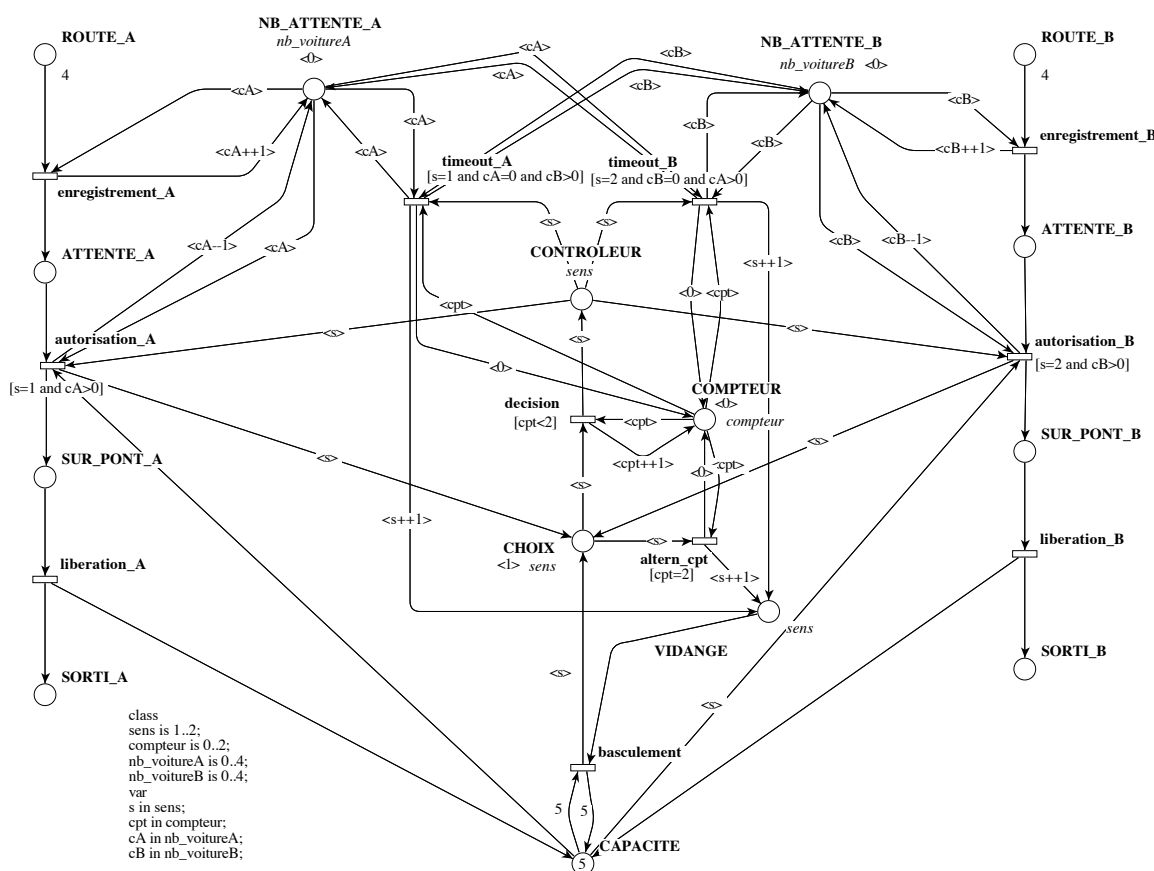 ROUTE_A
4
NB_ATTENTE_A
nb_voitureA
<0>
NB_ATTENTE_B
nb_voitureB <0>
ROUTE_B
4
<cA>
<cA>
<cB>
<cB>
<cA>
<cB>
<cA>
<cB>
<cA++1>
<cA>
<cB>
<cB++1>
enregistrement_A
enregistrement_B
timeout_A
[s=1 and cA=0 and cB>0]
timeout_B
[s=2 and cB=0 and cA>0]
<s>
<s>
ATTENTE_A
ATTENTE_B
<cA--1>
<cA>
<cB>
<cB--1>
CONTROLEUR
sens
<s++1>
<cpt>
<0>
<cpt>
<s>
<s>
<s>
autorisation_A
[s=1 and cA>0]
autorisation_B
[s=2 and cB>0]
<0>
COMPTEUR
<0>
compteur
decision
[cpt<2]
<cpt>
<cpt++1>
<0>
<cpt>
<s>
<s>
<s>
SUR_PONT_A
SUR_PONT_B
<s++1>
CHOIX
<1> sens
<s>
altern_cpt
[cpt=2]
<s++1>
liberation_A
liberation_B
sens
VIDANGE
<s>
<s>
SORTI_A
SORTI_B
basculement
5
5
CAPACITE
5
class
sens is 1..2;
compteur is 0..2;
nb_voitureA is 0..4;
nb_voitureB is 0..4;
var
s in sens;
cpt in compteur;
cA in nb_voitureA;
cB in nb_voitureB;